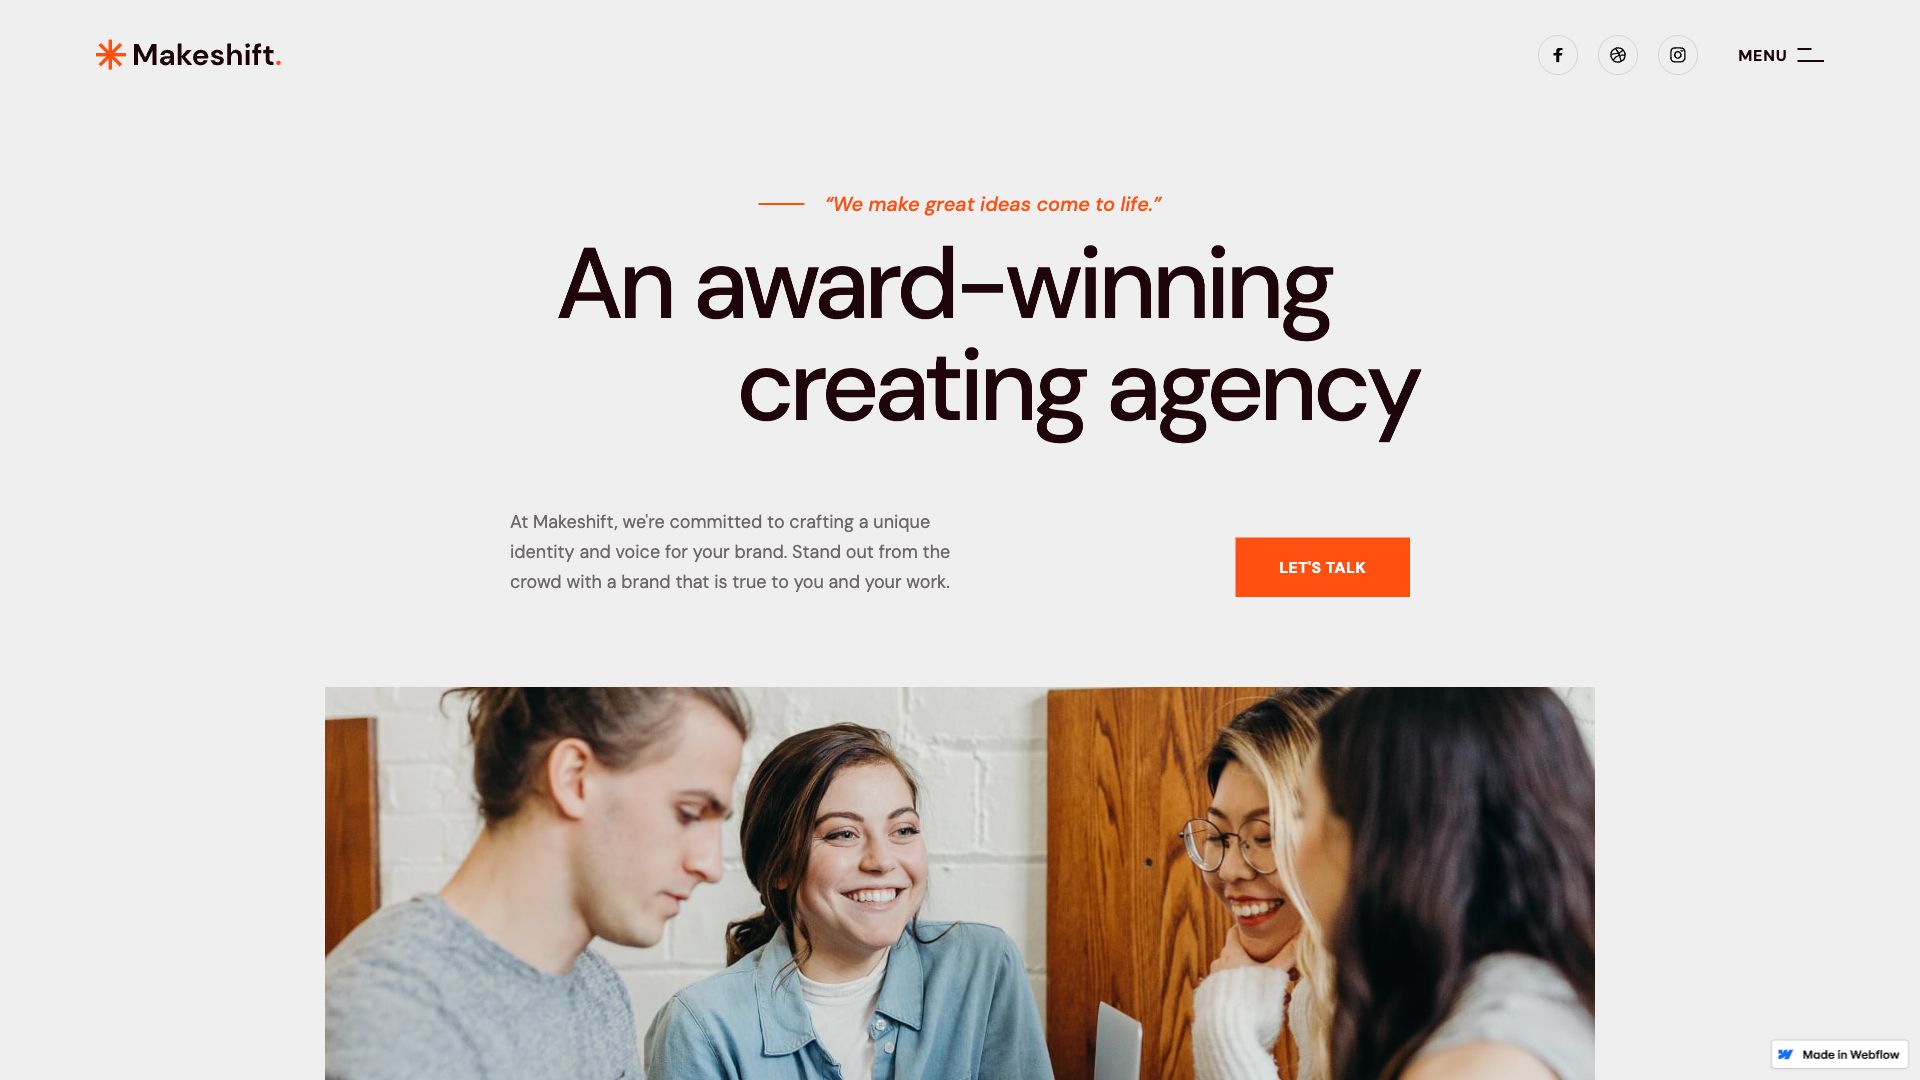 Makeshift.
MENU
“We make great ideas come to life.”
An award-winning
creating agency
At Makeshift, we're committed to crafting a unique
identity and voice for your brand. Stand out from the
crowd with a brand that is true to you and your work.
LET'S TALK
Made in Webflow